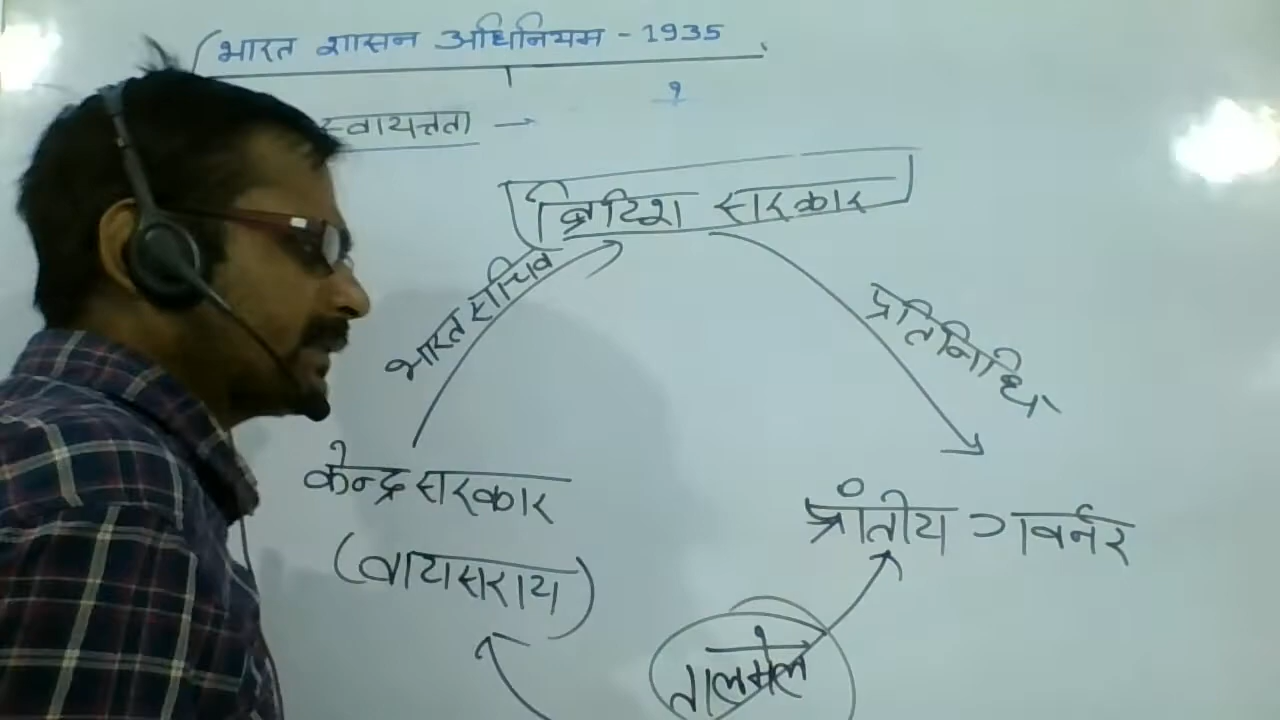 भारत शासन अधिनियम - 1935
स्वायत्तता →
ब्रिटिश सरकार
भारत सचिव
प्रतिनिधि
केन्द्र सरकार
(वायसराय)
प्रांतीय गवर्नर
तालमेल